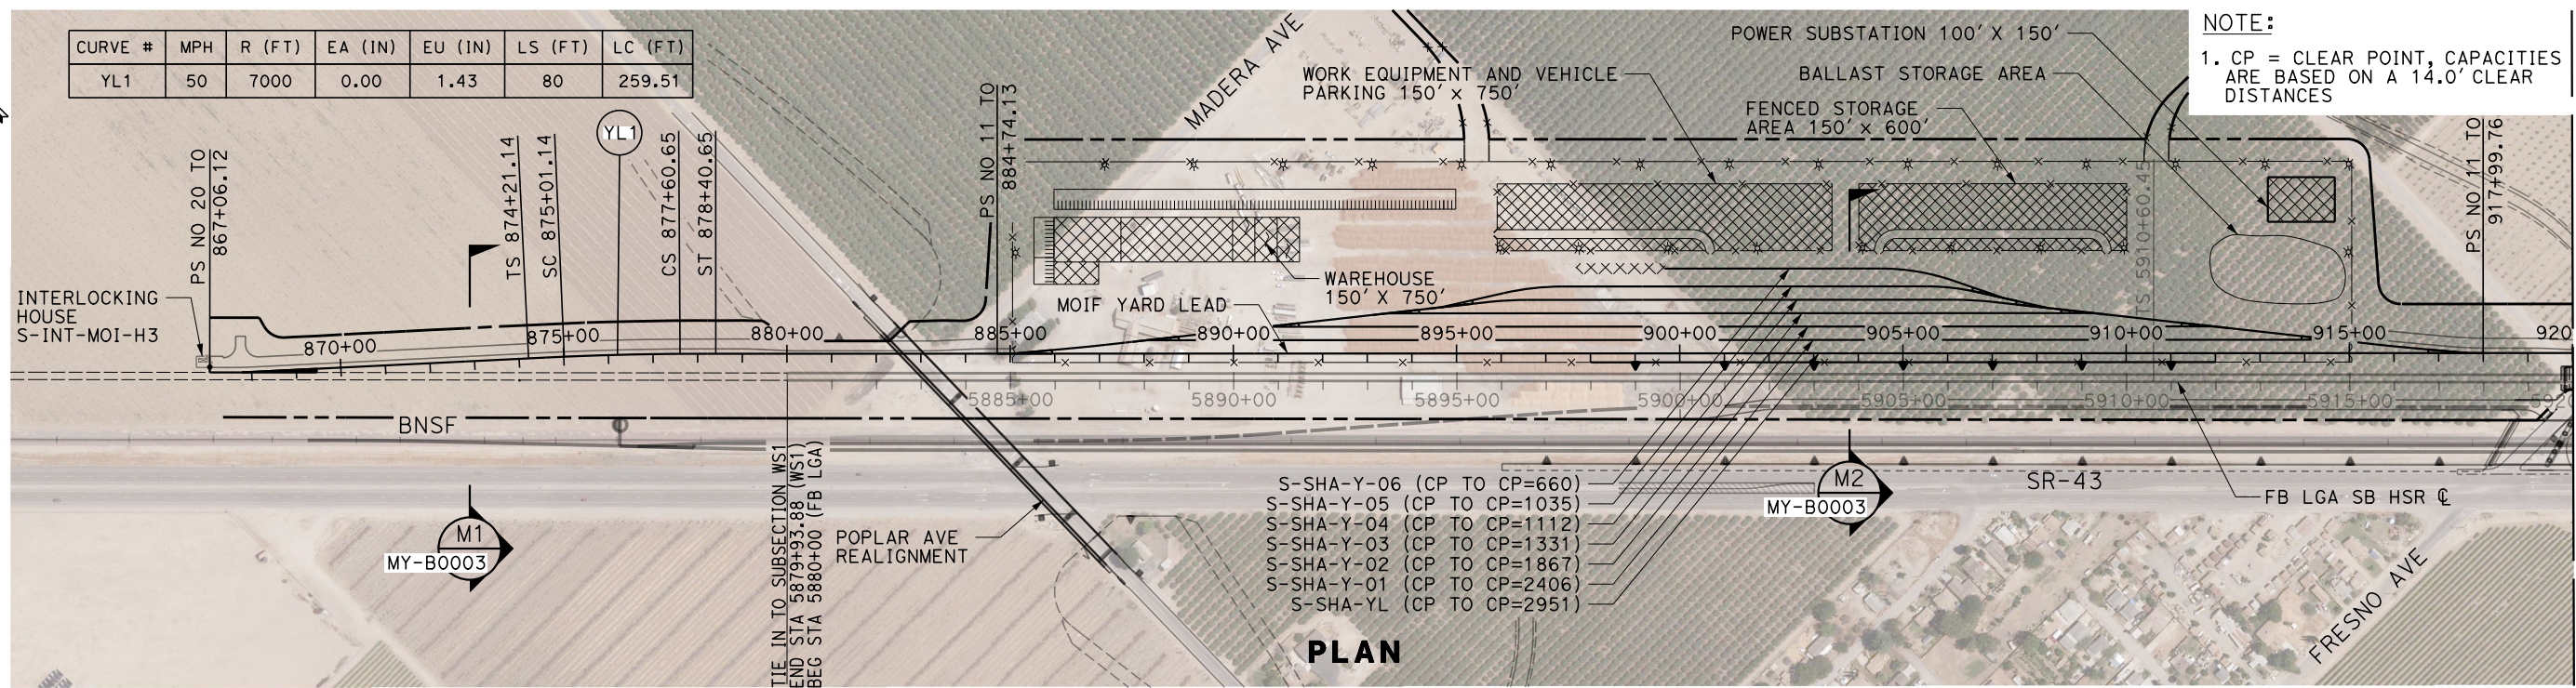 CURVE # MPH R (FT) EA (IN) EU (IN) LS (FT) LC (FT)
YL1 50 7000 0.00 1.43 80 259.51
NOTE:
1. CP = CLEAR POINT, CAPACITIES
ARE BASED ON A 14.0' CLEAR
DISTANCES
POWER SUBSTATION 100' X 150'
WORK EQUIPMENT AND VEHICLE
PARKING 150' X 750'
BALLAST STORAGE AREA
FENCED STORAGE
AREA 150' X 600'
MADERA AVE
YL1
PS NO 20 TO
867+06.12
TS 874+21.14
SC 875+01.14
CS 877+60.65
ST 878+40.65
PS NO 11 TO
884+74.13
TS 5910+60.45
PS NO 11 TO
917+99.76
INTERLOCKING
HOUSE
S-INT-MOI-H3
WAREHOUSE
150' X 750'
MOIF YARD LEAD
870+00
875+00
880+00
885+00
890+00
895+00
900+00
905+00
910+00
915+00
920
5885+00
5890+00
5895+00
5900+00
5905+00
5910+00
5915+00
BNSF
SR-43
TIE IN TO SUBSECTION WS1
END STA 5879+93.88 (WS1)
BEG STA 5880+00 (FB LGA)
S-SHA-Y-06 (CP TO CP=660)
S-SHA-Y-05 (CP TO CP=1035)
S-SHA-Y-04 (CP TO CP=1112)
S-SHA-Y-03 (CP TO CP=1331)
S-SHA-Y-02 (CP TO CP=1867)
S-SHA-Y-01 (CP TO CP=2406)
S-SHA-YL (CP TO CP=2951)
M1
MY-B0003
M2
MY-B0003
FB LGA SB HSR ℄
POPLAR AVE
REALIGNMENT
FRESNO AVE
PLAN